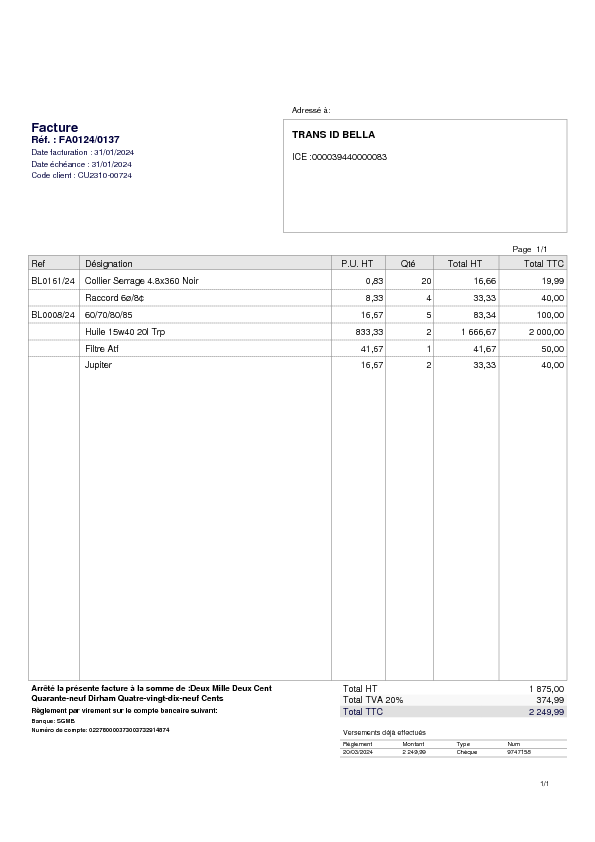 Adressé à:
Facture
Réf. : FA0124/0137
Date facturation : 31/01/2024
Date échéance : 31/01/2024
Code client : CU2310-00724
TRANS ID BELLA
ICE :000039440000083
Page 1/1
Ref Désignation P.U. HT Qté Total HT Total TTC
BL0161/24 Collier Serrage 4.8x360 Noir 0,83 20 16,66 19,99
Raccord 6ø/8¢ 8,33 4 33,33 40,00
BL0008/24 60/70/80/85 16,67 5 83,34 100,00
Huile 15w40 20l Trp 833,33 2 1 666,67 2 000,00
Filtre Atf 41,67 1 41,67 50,00
Jupiter 16,67 2 33,33 40,00
Arrêté la présente facture à la somme de :Deux Mille Deux Cent
Quarante-neuf Dirham Quatre-vingt-dix-neuf Cents
Règlement par virement sur le compte bancaire suivant:
Banque: SGMB
Numéro de compte: 022780000373003732914874
Total HT 1 875,00
Total TVA 20% 374,99
Total TTC 2 249,99
Versements déjà effectués
Règlement Montant Type Num
20/03/2024 2 249,99 Chèque 9747158
1/1